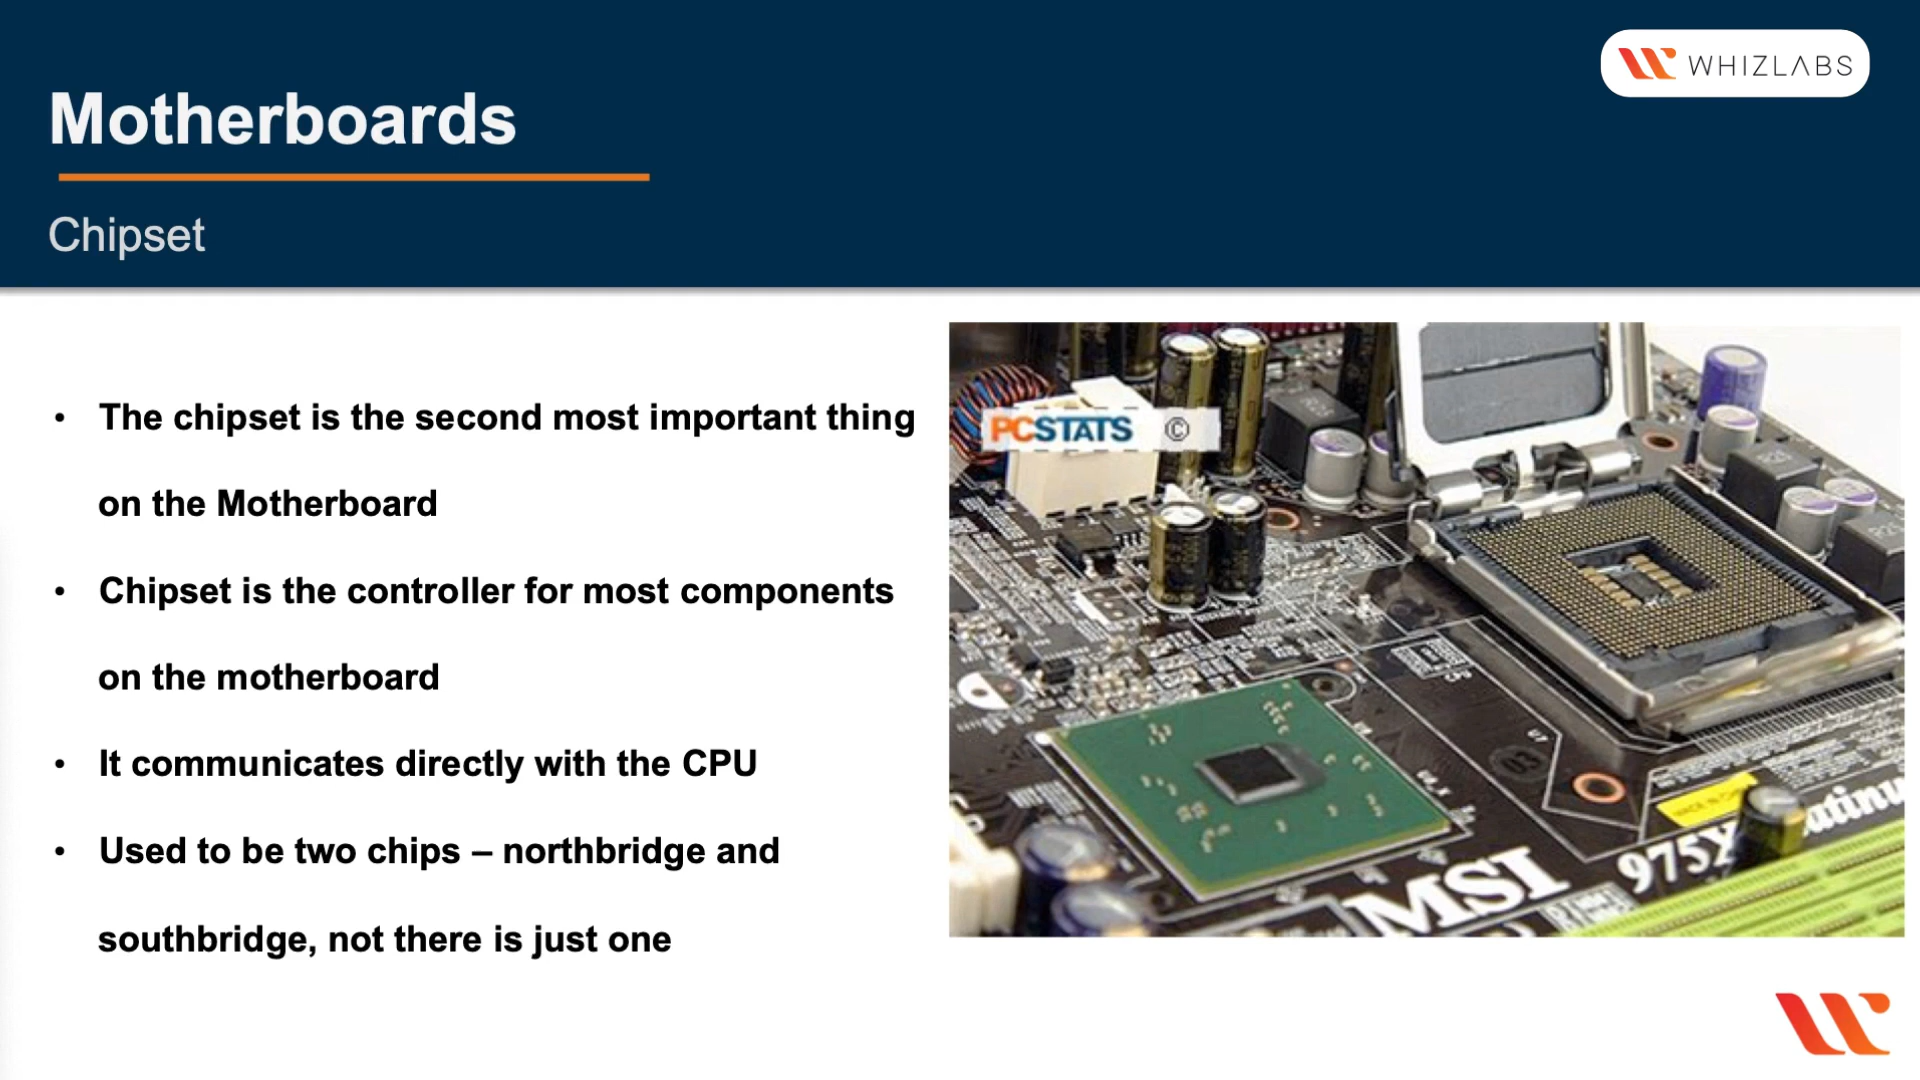 WHIZLABS
Motherboards
Chipset
• The chipset is the second most important thing
on the Motherboard
• Chipset is the controller for most components
on the motherboard
• It communicates directly with the CPU
• Used to be two chips – northbridge and
southbridge, not there is just one
PCSTATS ©
R25
03
MSI
975X